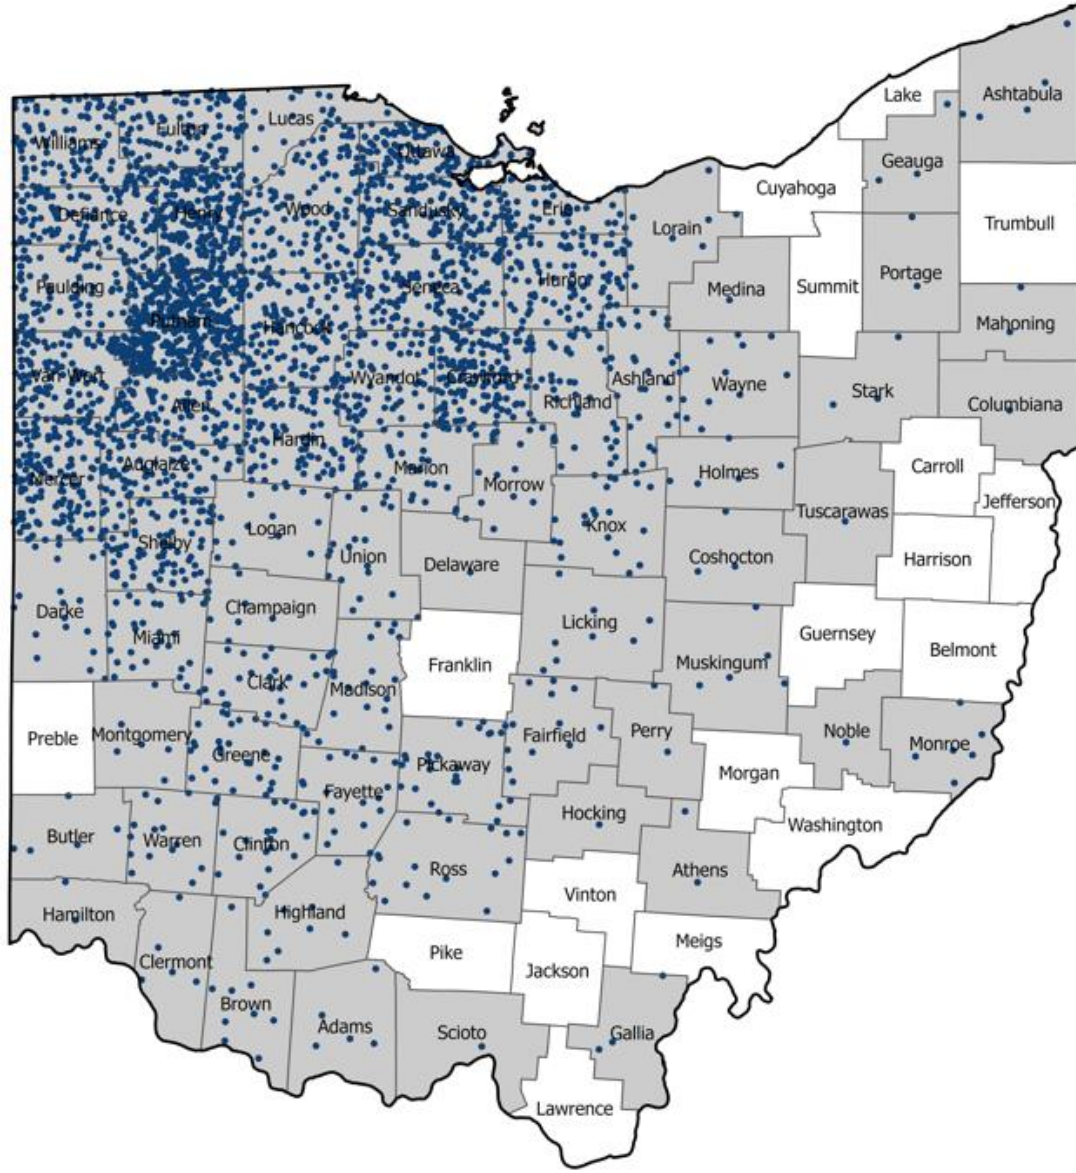 Lake
Ashtabula
Lucas
Fulton
Williams
Ottawa
Geauga
Cuyahoga
Wood
Sandusky
Erie
Defiance
Henry
Lorain
Trumbull
Paulding
Seneca
Huron
Medina
Summit
Portage
Putnam
Hancock
Mahoning
Van Wert
Wyandot
Crawford
Ashland
Wayne
Stark
Allen
Richland
Columbiana
Hardin
Auglaize
Marion
Holmes
Carroll
Mercer
Morrow
Jefferson
Tuscarawas
Logan
Knox
Shelby
Union
Delaware
Coshocton
Harrison
Darke
Champaign
Licking
Miami
Guernsey
Belmont
Franklin
Muskingum
Clark
Madison
Preble
Montgomery
Fairfield
Perry
Noble
Monroe
Greene
Pickaway
Morgan
Fayette
Hocking
Washington
Butler
Warren
Clinton
Ross
Athens
Vinton
Hamilton
Highland
Pike
Meigs
Clermont
Jackson
Brown
Adams
Scioto
Gallia
Lawrence